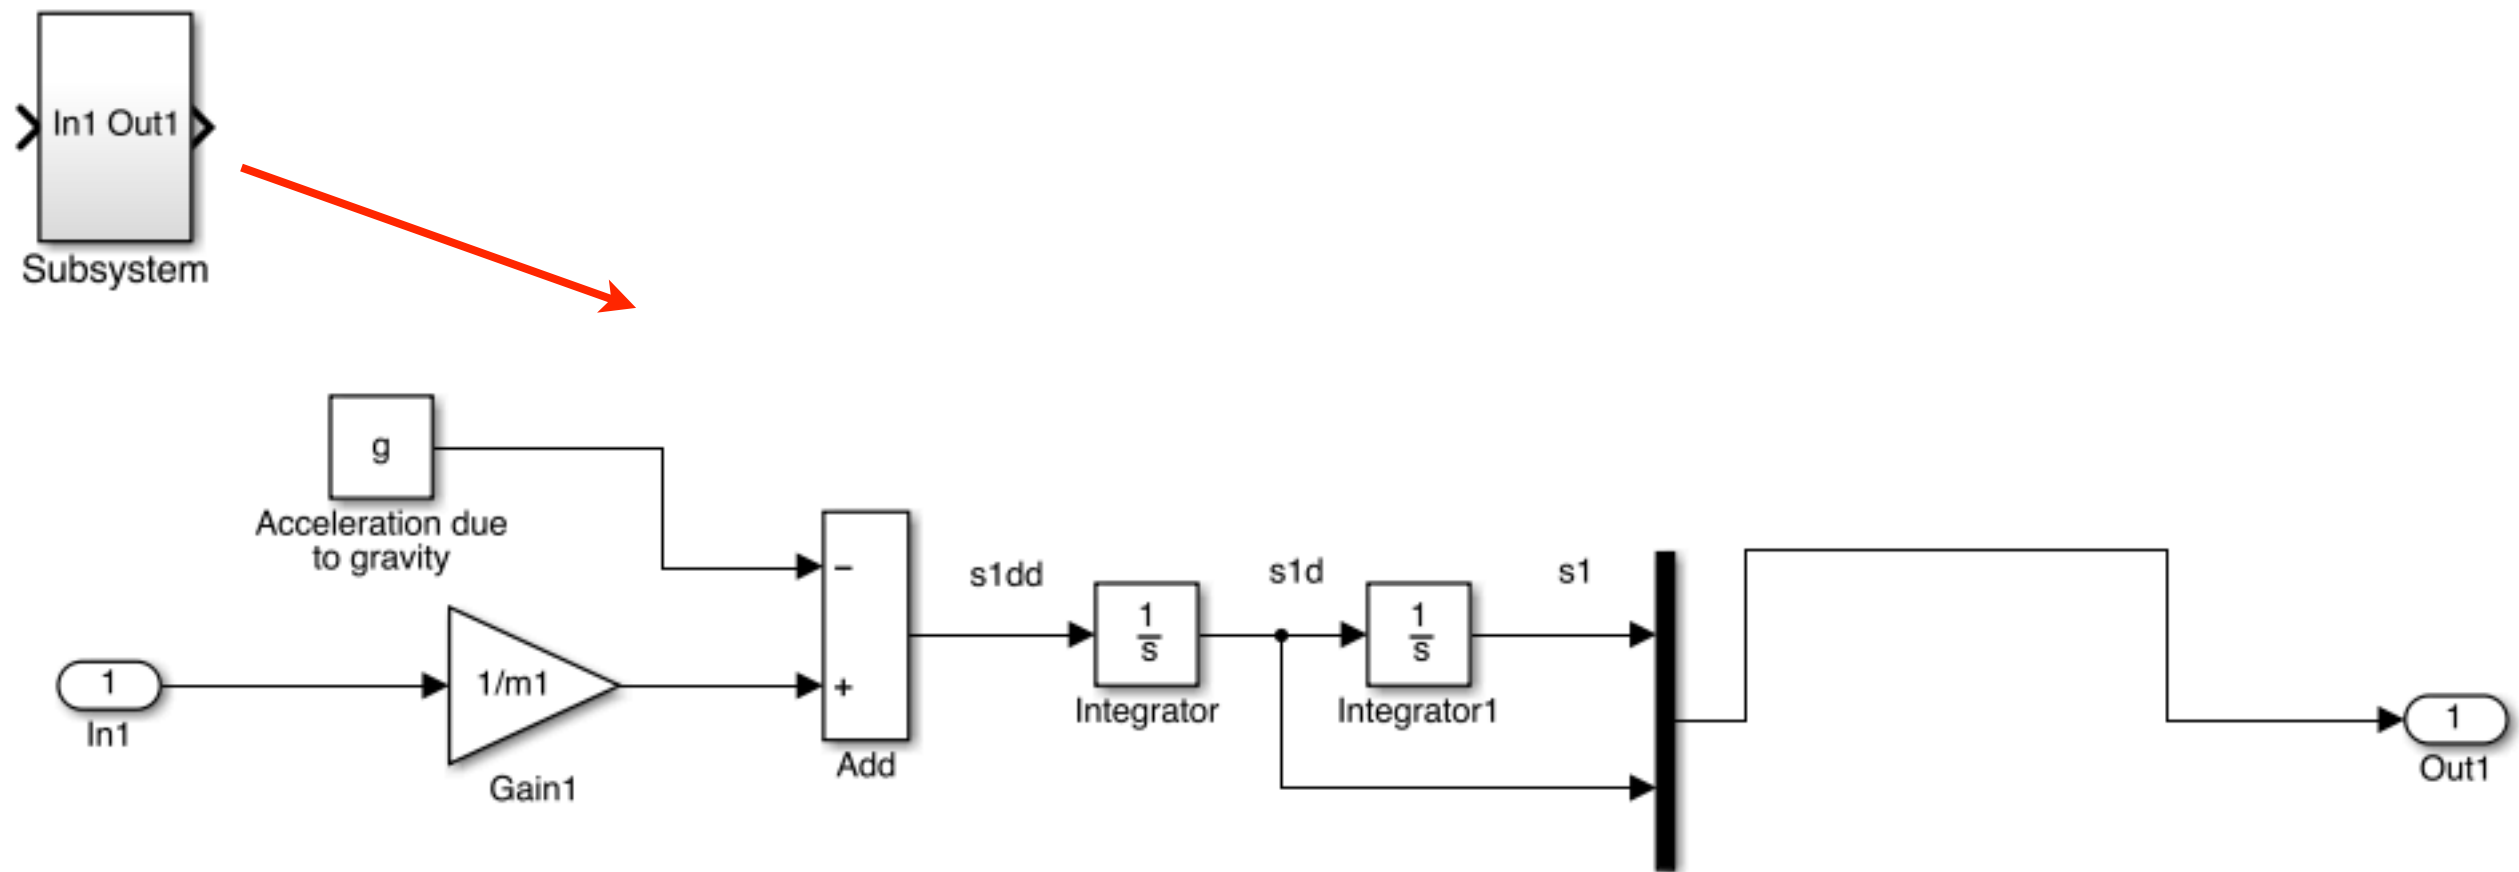 In1 Out1
Subsystem
g
Acceleration due
to gravity
1
In1
1/m1
Gain1
−
+
Add
s1dd
1
s
Integrator
s1d
1
s
Integrator1
s1
1
Out1